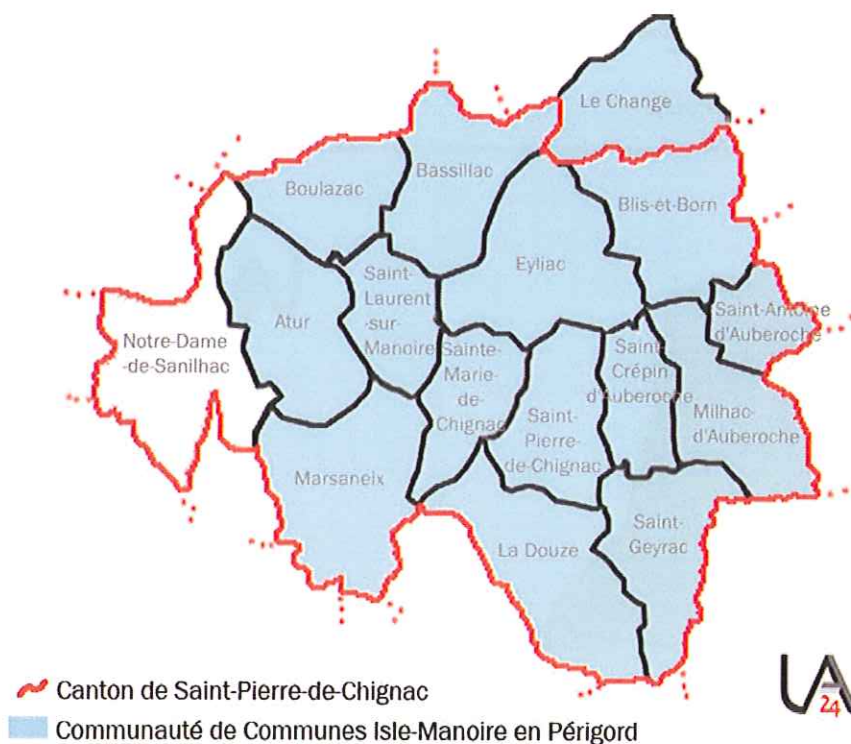 Le Change
Bassillac
Boulazac
Blis-et-Born
Eyliac
Saint-
Laurent
-sur-
Manoire
Atur
Notre-Dame
-de-Sanilhac
Saint-Antoine
d'Auberoche
Sainte-
Marie-
de-
Chignac
Saint-
Crépin
d'Auberoche
Saint-
Pierre-
de-Chignac
Milhac-
d'Auberoche
Marsaneix
La Douze
Saint-
Geyrac
Canton de Saint-Pierre-de-Chignac
Communauté de Communes Isle-Manoire en Périgord
UA
24